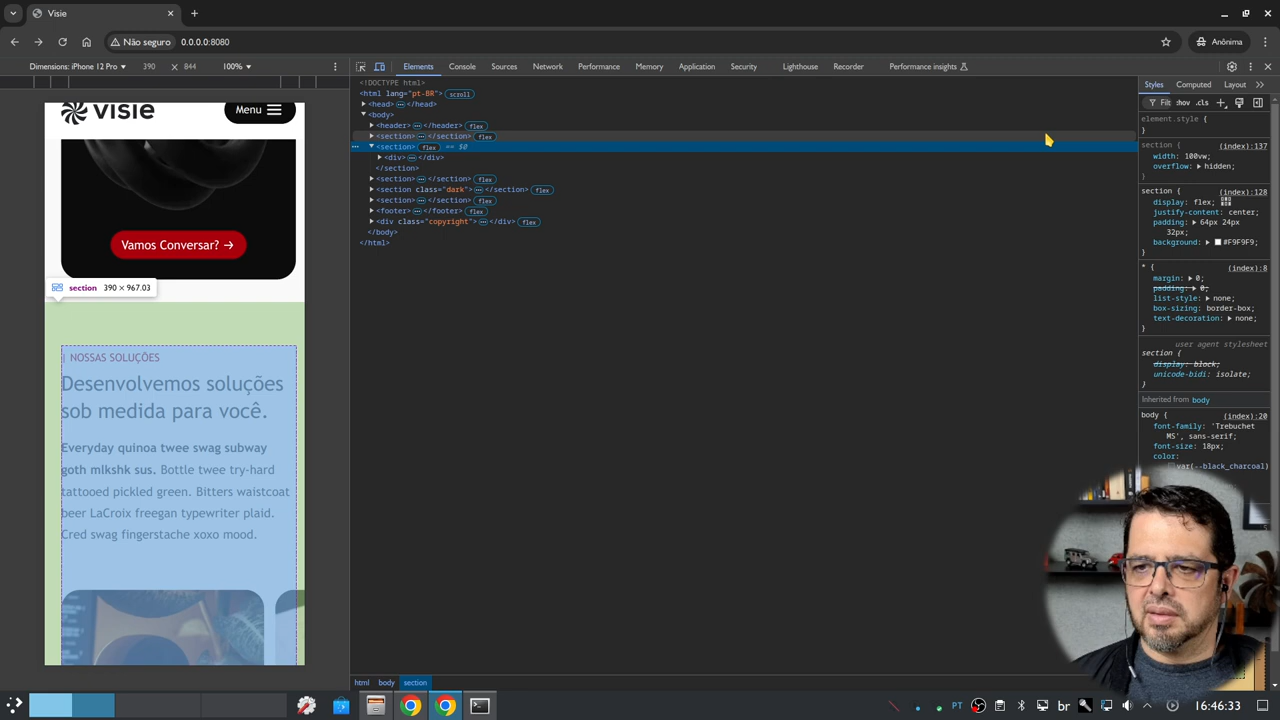 Visie
Não seguro 0.0.0.0:8080
Anônima
Dimensions: iPhone 12 Pro 390 × 844 100%
Elements Console Sources Network Performance Memory Application Security Lighthouse Recorder Performance insights
visie
Menu
Vamos Conversar? →
section 390 × 967.03
| NOSSAS SOLUÇÕES
Desenvolvemos soluções
sob medida para você.
Everyday quinoa twee swag subway
goth mlkshk sus. Bottle twee try-hard
tattooed pickled green. Bitters waistcoat
beer LaCroix freegan typewriter plaid.
Cred swag fingerstache xoxo mood.
<!DOCTYPE html>
<html lang="pt-BR"> scroll
<head> ⋯ </head>
<body>
<header> ⋯ </header> flex
<section> ⋯ </section> flex
<section> flex == $0
<div> ⋯ </div>
</section>
<section> ⋯ </section> flex
<section class="dark"> ⋯ </section> flex
<section> ⋯ </section> flex
<footer> ⋯ </footer> flex
<div class="copyright"> ⋯ </div> flex
</body>
</html>
html body section
Styles Computed Layout
Filt :hov .cls
element.style {
}
section { (index):137
width: 100vw;
overflow: hidden;
}
section { (index):128
display: flex;
justify-content: center;
padding: 64px 24px
32px;
background: #F9F9F9;
}
* { (index):8
margin: 0;
padding: 0;
list-style: none;
box-sizing: border-box;
text-decoration: none;
}
user agent stylesheet
section {
display: block;
unicode-bidi: isolate;
}
Inherited from body
body { (index):20
font-family: 'Trebuchet
MS', sans-serif;
font-size: 18px;
color:
var(--black_charcoal)
PT br 16:46:33